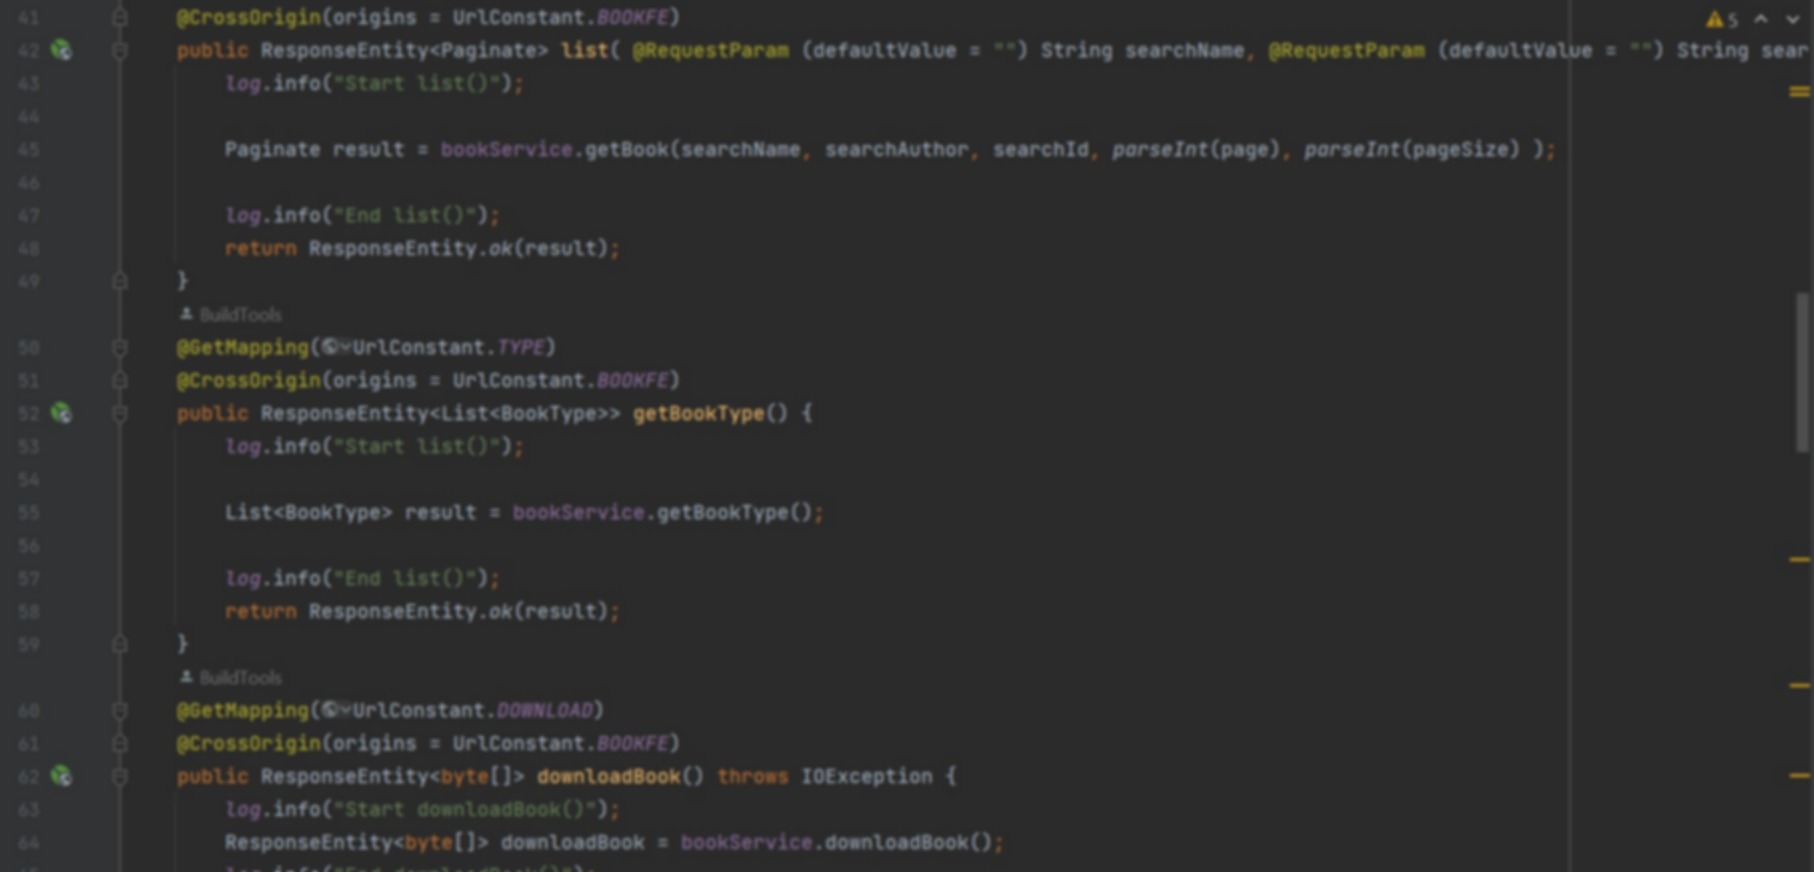 5
41 @CrossOrigin(origins = UrlConstant.BOOKFE)
42 public ResponseEntity<Paginate> list( @RequestParam (defaultValue = "") String searchName, @RequestParam (defaultValue = "") String sear
43 log.info("Start list()");
44
45 Paginate result = bookService.getBook(searchName, searchAuthor, searchId, parseInt(page), parseInt(pageSize) );
46
47 log.info("End list()");
48 return ResponseEntity.ok(result);
49 }
BuildTools
50 @GetMapping(UrlConstant.TYPE)
51 @CrossOrigin(origins = UrlConstant.BOOKFE)
52 public ResponseEntity<List<BookType>> getBookType() {
53 log.info("Start list()");
54
55 List<BookType> result = bookService.getBookType();
56
57 log.info("End list()");
58 return ResponseEntity.ok(result);
59 }
BuildTools
60 @GetMapping(UrlConstant.DOWNLOAD)
61 @CrossOrigin(origins = UrlConstant.BOOKFE)
62 public ResponseEntity<byte[]> downloadBook() throws IOException {
63 log.info("Start downloadBook()");
64 ResponseEntity<byte[]> downloadBook = bookService.downloadBook();